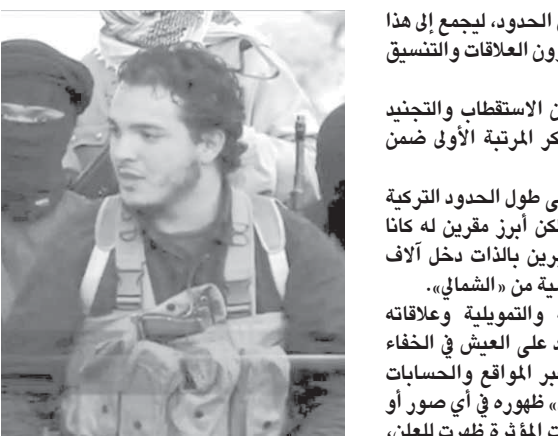 الحدود، ليجمع إلى هذا
ون العلاقات والتنسيق
ن الاستقطاب والتجنيد
كر المرتبة الأولى ضمن
ى طول الحدود التركية
كن أبرز مقرين له كانا
رين بالذات دخل آلاف
ية من «الشمالي».
والتمويلية وعلاقاته
د على العيش في الخفاء
بر المواقع والحسابات
» ظهوره في أي صور أو
ت المؤثرة ظهرت للعلن،